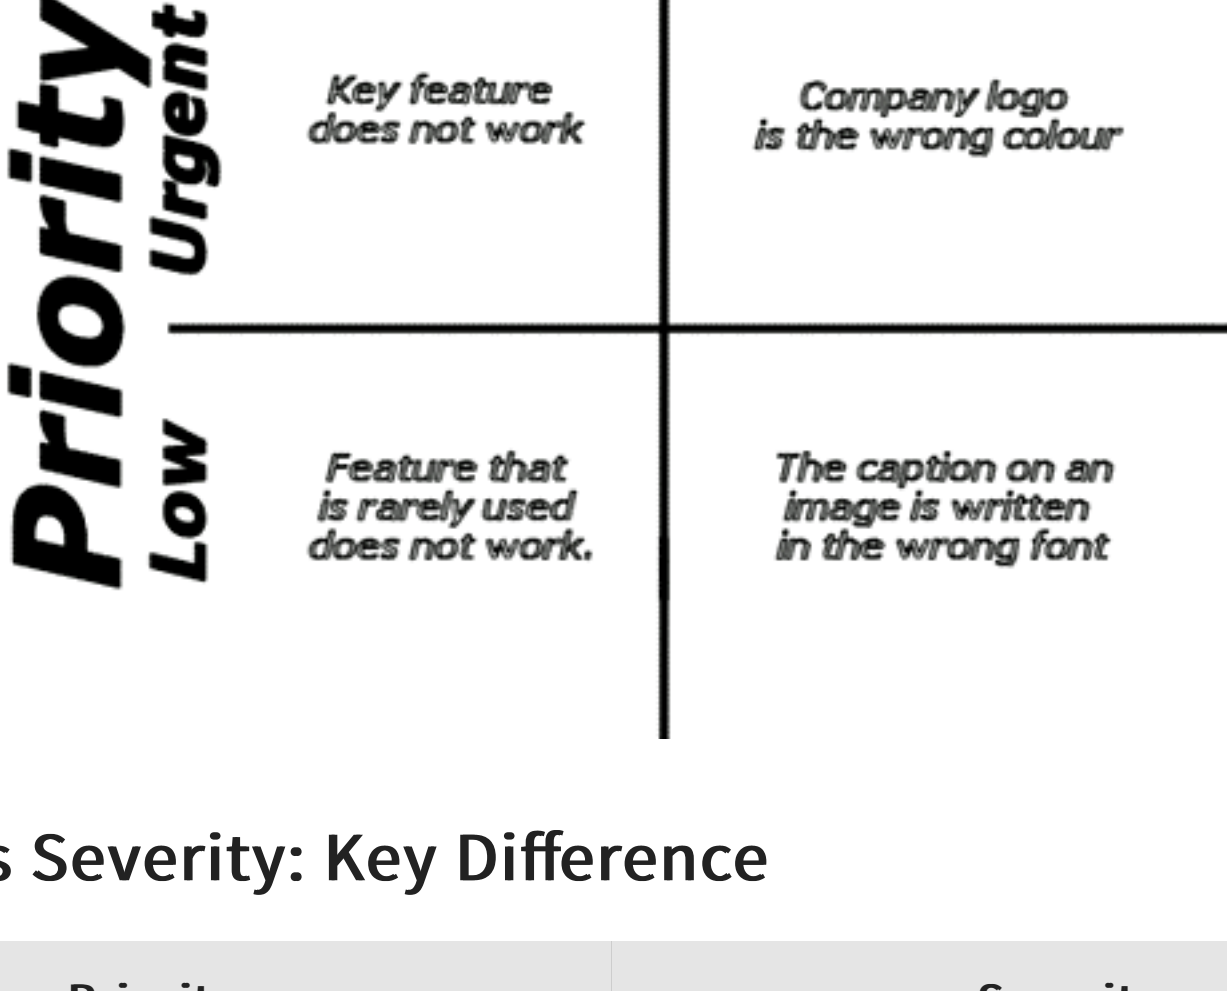 Priority
Urgent
Low
Key feature
does not work
Company logo
is the wrong colour
Feature that
is rarely used
does not work.
The caption on an
image is written
in the wrong font
s Severity: Key Difference